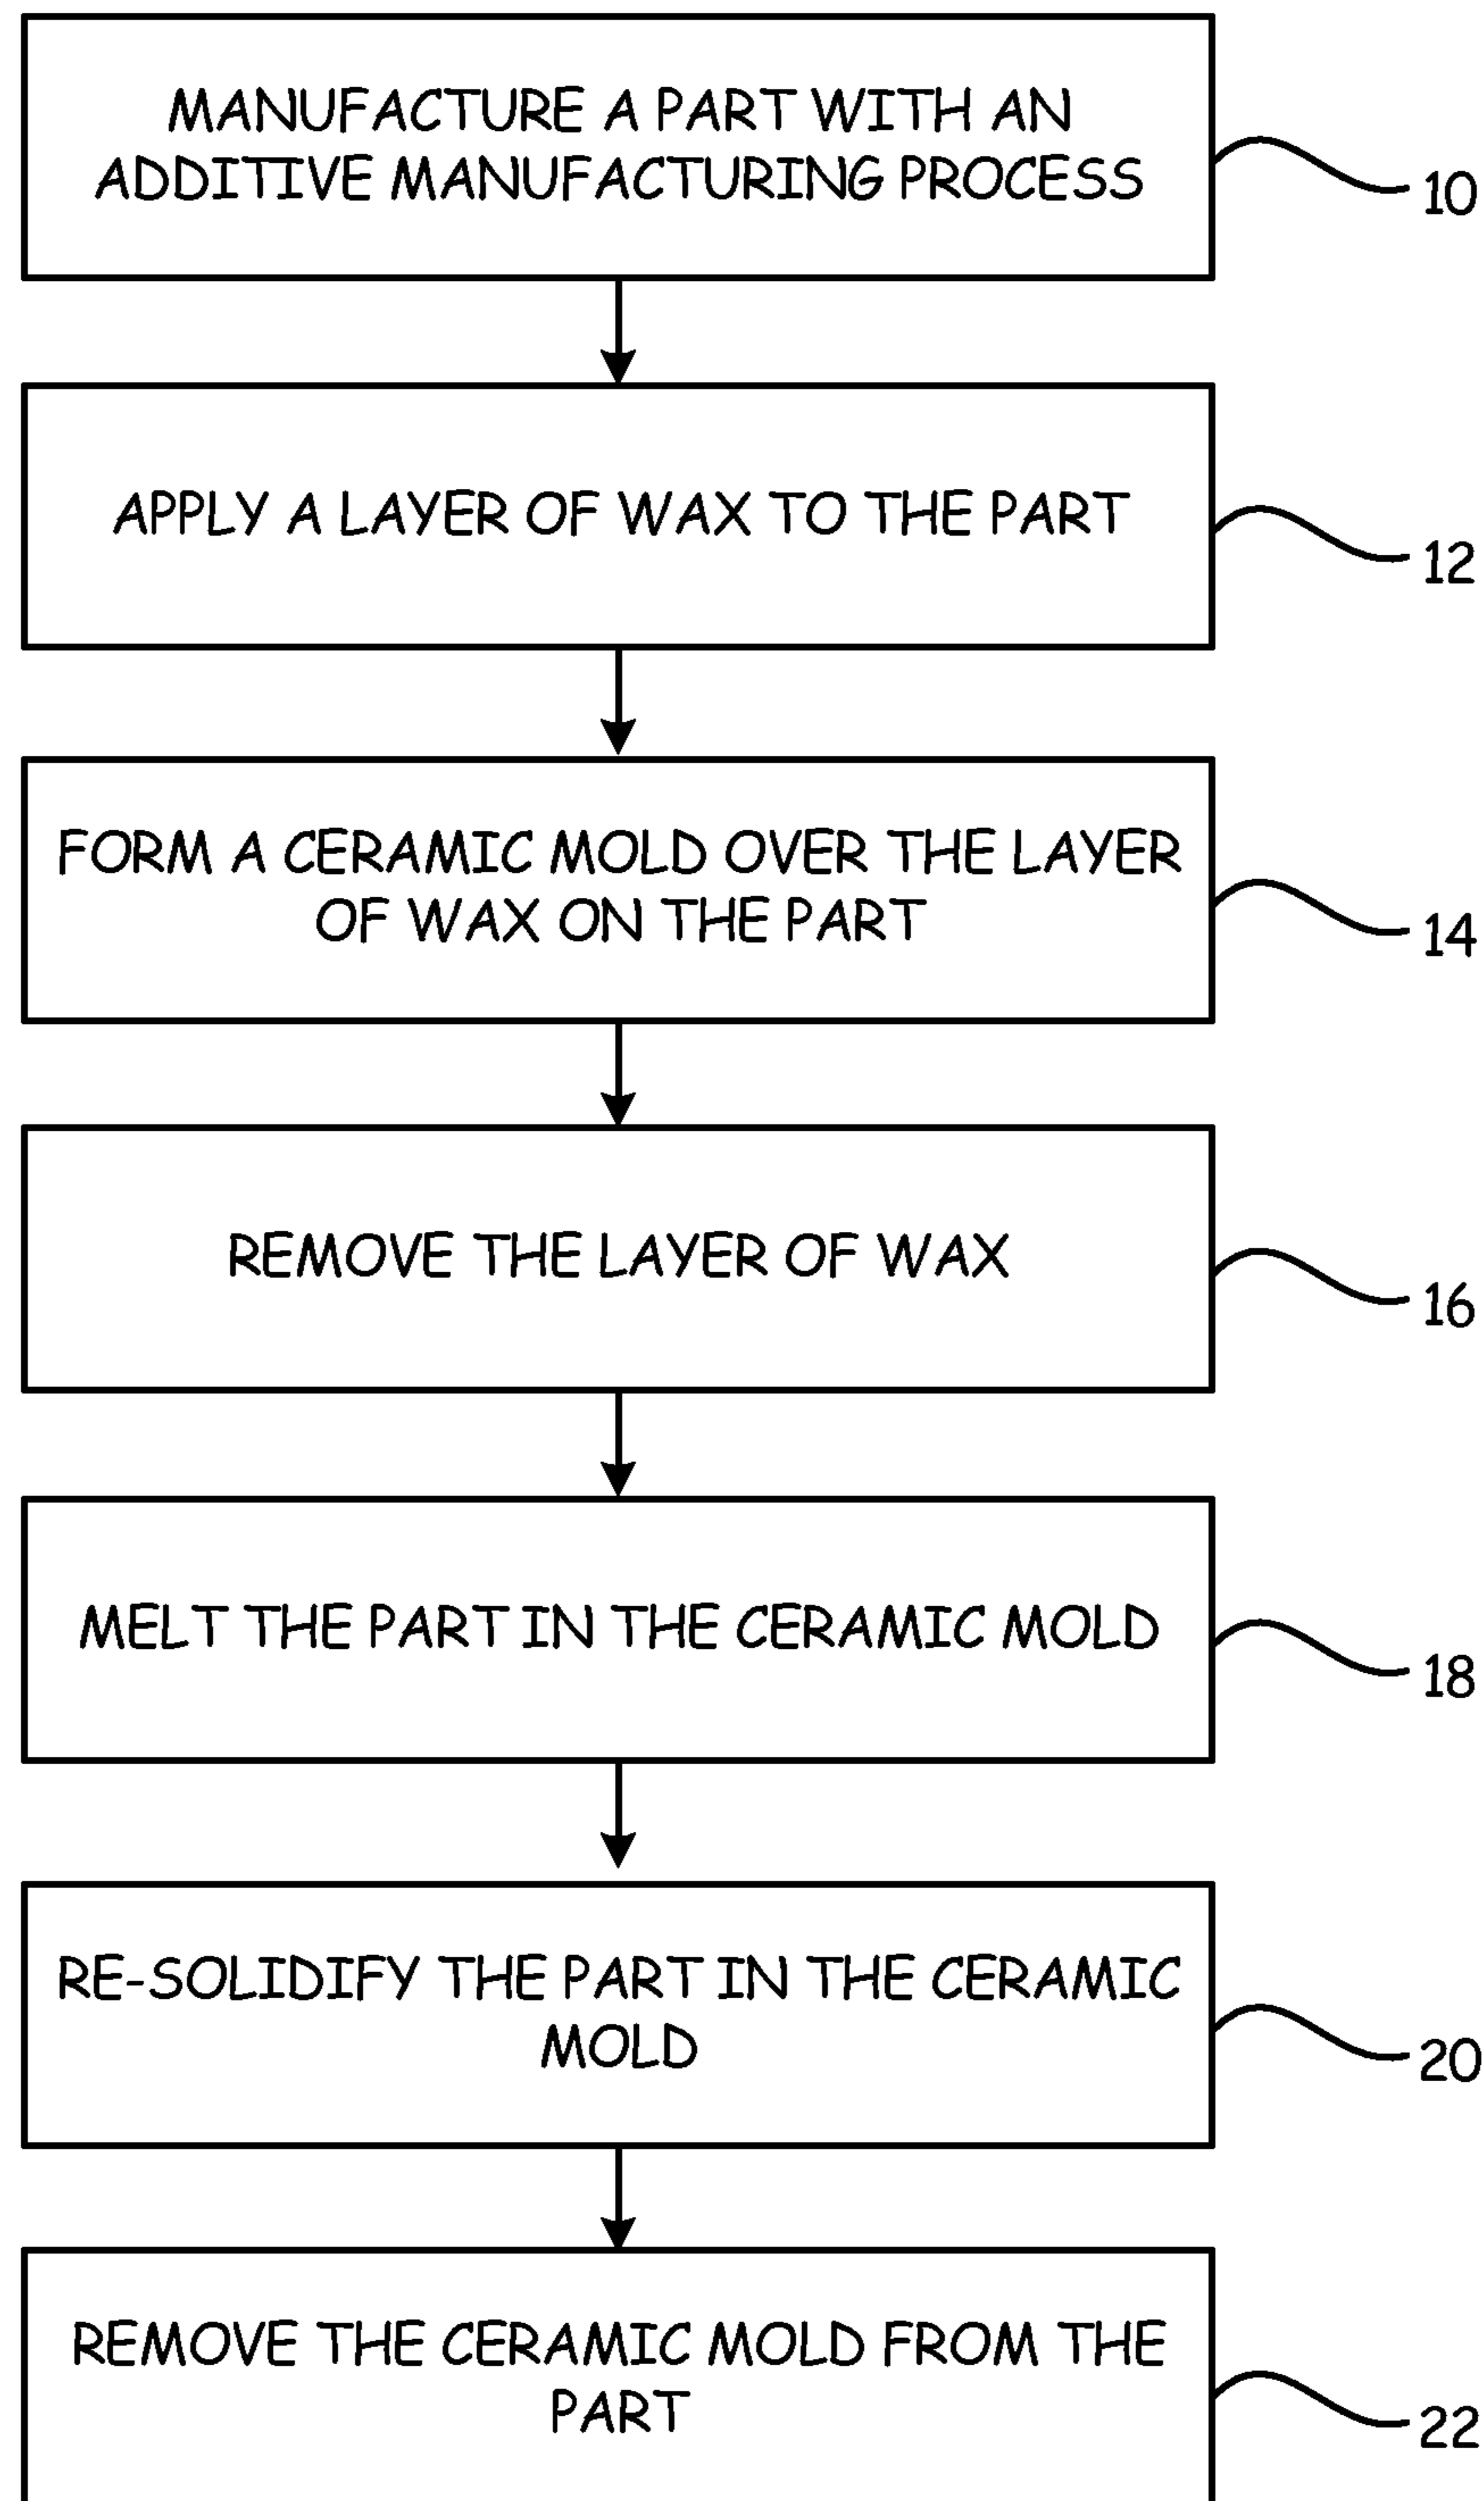 MANUFACTURE A PART WITH AN
ADDITIVE MANUFACTURING PROCESS
10
APPLY A LAYER OF WAX TO THE PART
12
FORM A CERAMIC MOLD OVER THE LAYER
OF WAX ON THE PART
14
REMOVE THE LAYER OF WAX
16
MELT THE PART IN THE CERAMIC MOLD
18
RE-SOLIDIFY THE PART IN THE CERAMIC
MOLD
20
REMOVE THE CERAMIC MOLD FROM THE
PART
22